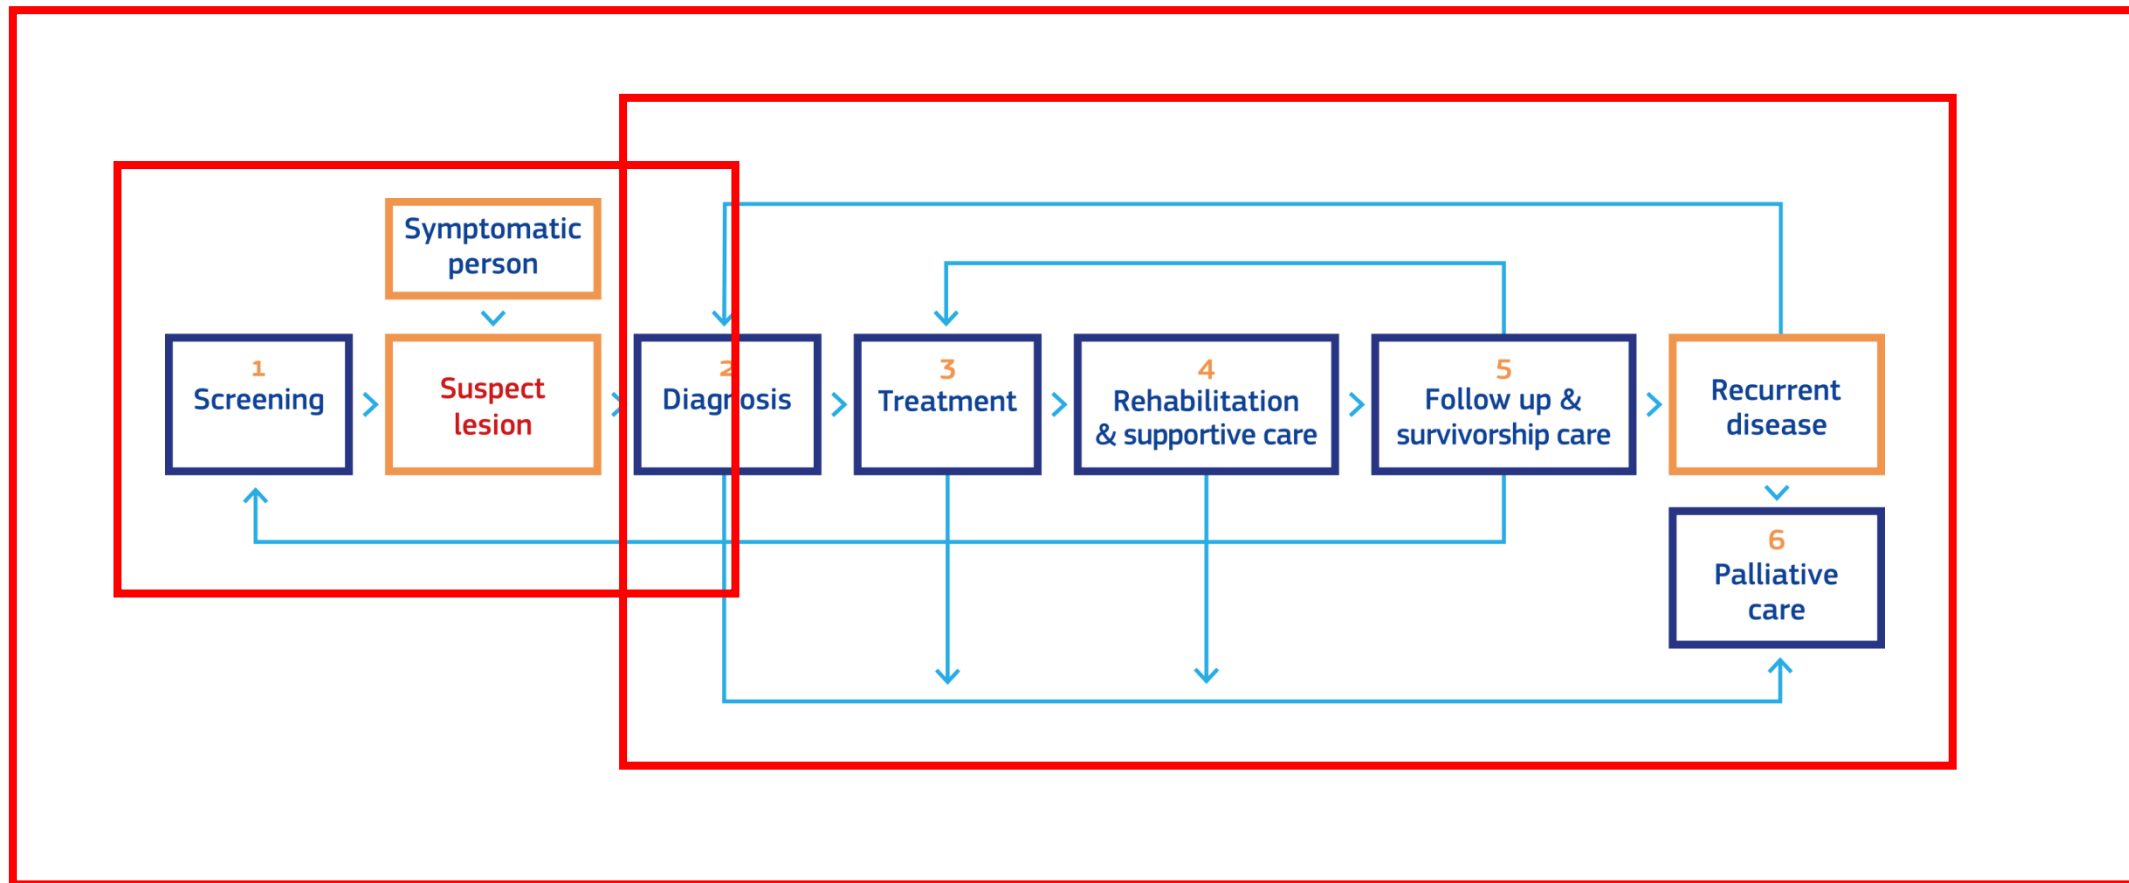 Symptomatic
person
1
Screening
Suspect
lesion
2
Diagnosis
3
Treatment
4
Rehabilitation
& supportive care
5
Follow up &
survivorship care
Recurrent
disease
6
Palliative
care